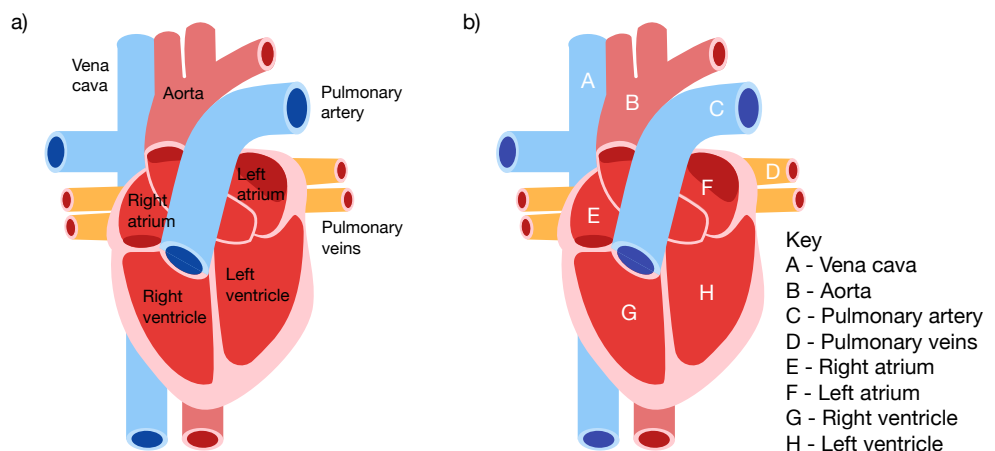 a)
Vena
cava
Aorta
Pulmonary
artery
Left
atrium
Right
atrium
Pulmonary
veins
Left
ventricle
Right
ventricle
b)
A
B
C
D
F
E
H
G
Key
A - Vena cava
B - Aorta
C - Pulmonary artery
D - Pulmonary veins
E - Right atrium
F - Left atrium
G - Right ventricle
H - Left ventricle